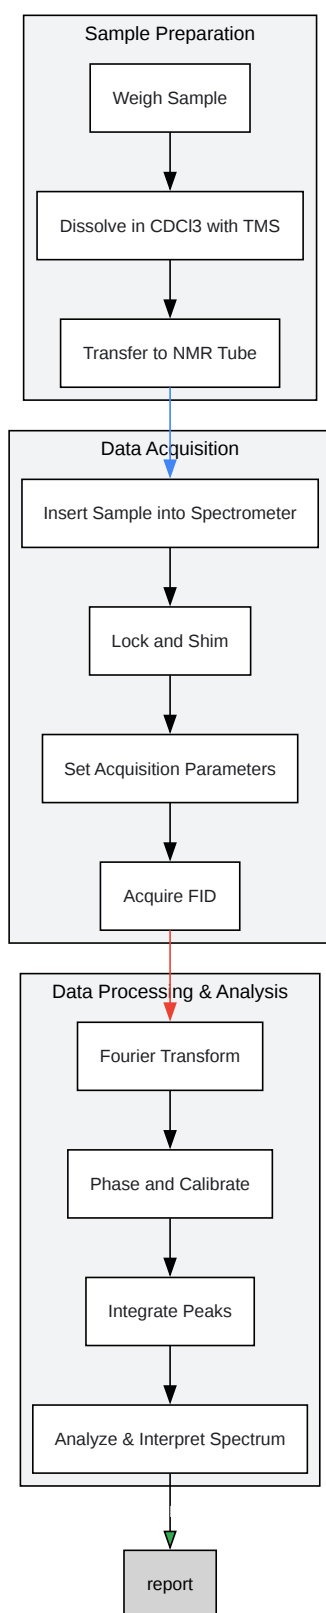 Sample Preparation
Weigh Sample
Dissolve in CDCl3 with TMS
Transfer to NMR Tube
Data Acquisition
Insert Sample into Spectrometer
Lock and Shim
Set Acquisition Parameters
Acquire FID
Data Processing & Analysis
Fourier Transform
Phase and Calibrate
Integrate Peaks
Analyze & Interpret Spectrum
report